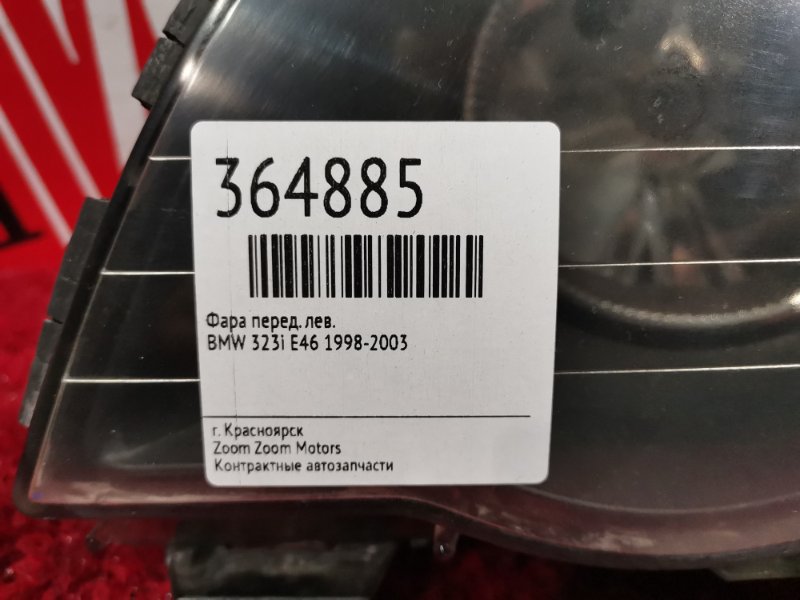 364885
Фара перед. лев.
BMW 323i E46 1998-2003
г. Красноярск
Zoom Zoom Motors
Контрактные автозапчасти